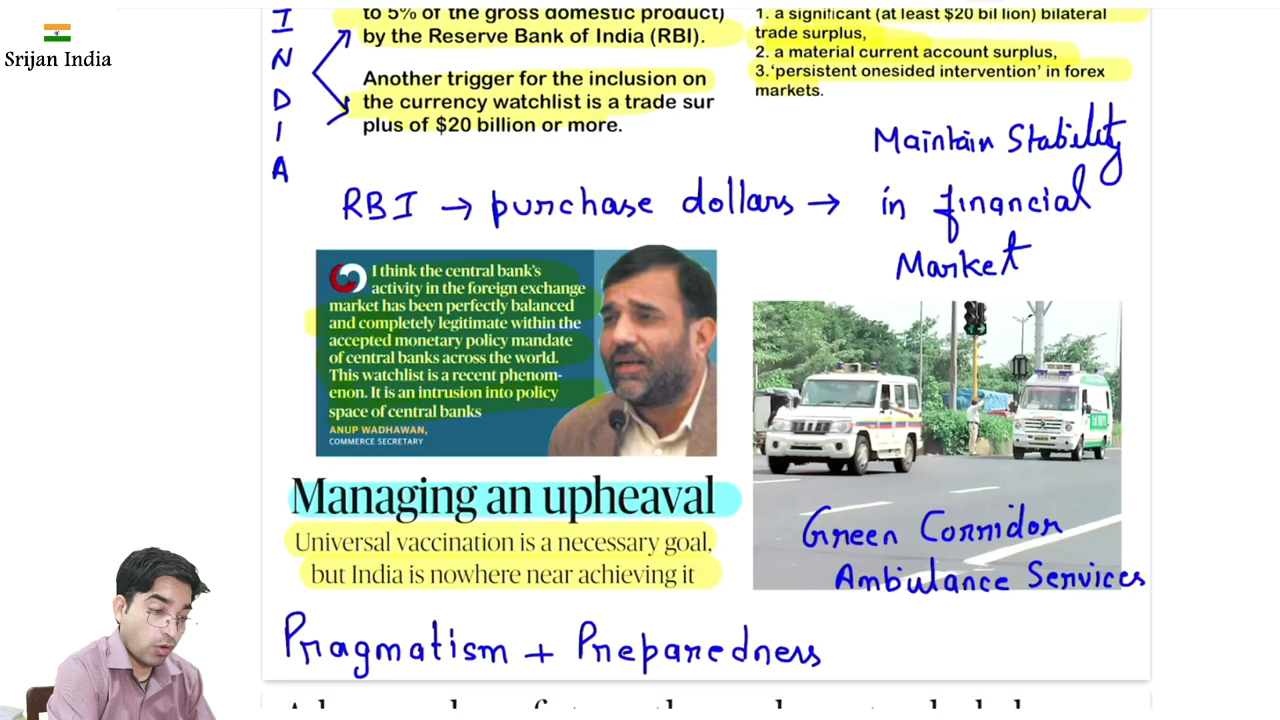 Srijan India
I
N
D
I
A
to 5% of the gross domestic product)
by the Reserve Bank of India (RBI).
Another trigger for the inclusion on
the currency watchlist is a trade sur
plus of $20 billion or more.
1. a significant (at least $20 bil lion) bilateral
trade surplus,
2. a material current account surplus,
3.'persistent onesided intervention' in forex
markets.
RBI → purchase dollars →
Maintain Stability
in financial
Market
I think the central bank's
activity in the foreign exchange
market has been perfectly balanced
and completely legitimate within the
accepted monetary policy mandate
of central banks across the world.
This watchlist is a recent phenom-
enon. It is an intrusion into policy
space of central banks
ANUP WADHAWAN,
COMMERCE SECRETARY
Managing an upheaval
Universal vaccination is a necessary goal,
but India is nowhere near achieving it
Green Corridor
Ambulance Services
Pragmatism + Preparedness